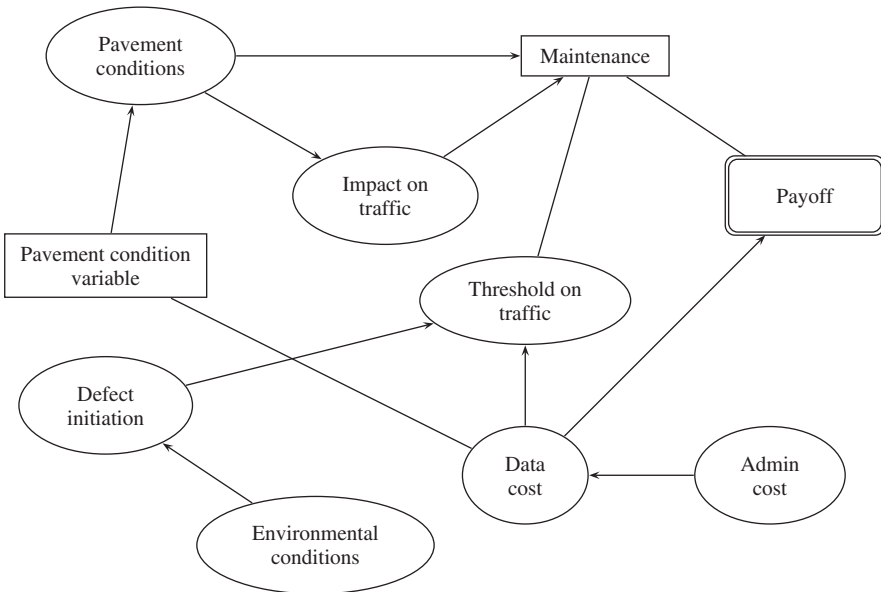 Pavement
conditions
Maintenance
Impact on
traffic
Payoff
Pavement condition
variable
Threshold on
traffic
Defect
initiation
Data
cost
Admin
cost
Environmental
conditions